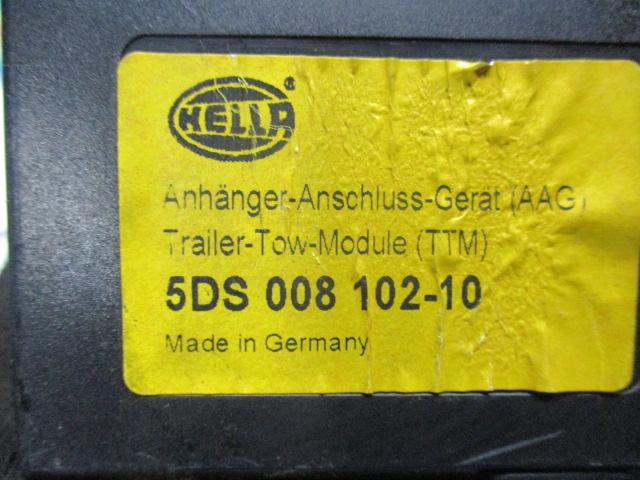 HELLA®
Anhänger-Anschluss-Gerät (AAG)
Trailer-Tow-Module (TTM)
5DS 008 102-10
Made in Germany